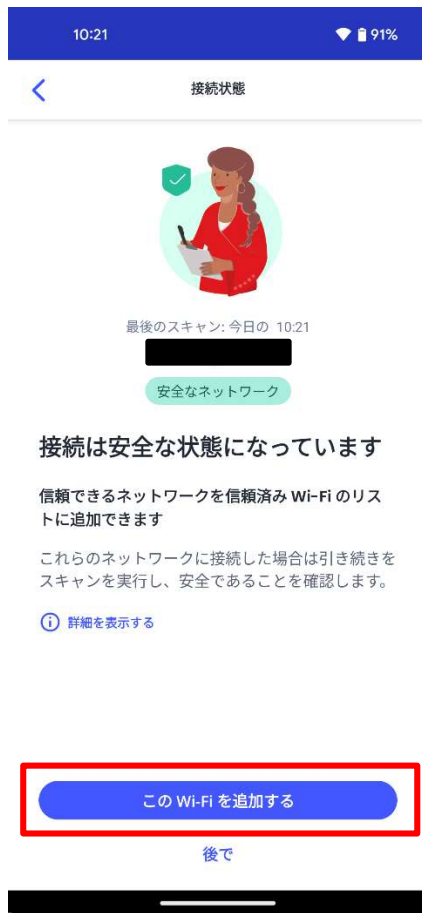 10:21
91%
接続状態
最後のスキャン: 今日の 10:21
安全なネットワーク
接続は安全な状態になっています
信頼できるネットワークを信頼済み Wi-Fi のリス
トに追加できます
これらのネットワークに接続した場合は引き続きを
スキャンを実行し、安全であることを確認します。
詳細を表示する
この Wi-Fi を追加する
後で